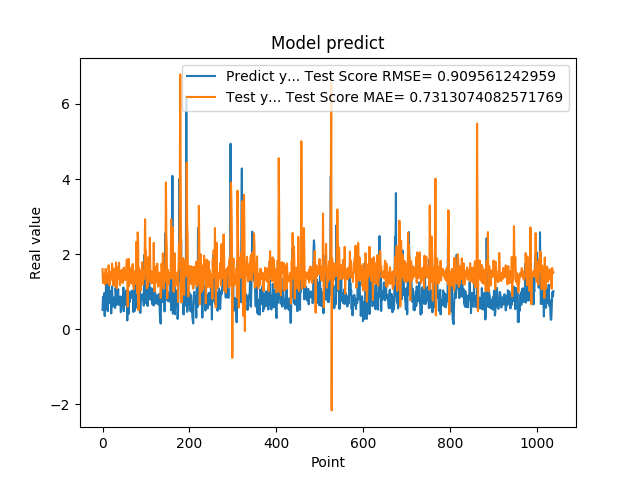 Model predict
Predict y... Test Score RMSE= 0.909561242959
Test y... Test Score MAE= 0.7313074082571769
Real value
6
4
2
0
−2
0 200 400 600 800 1000
Point